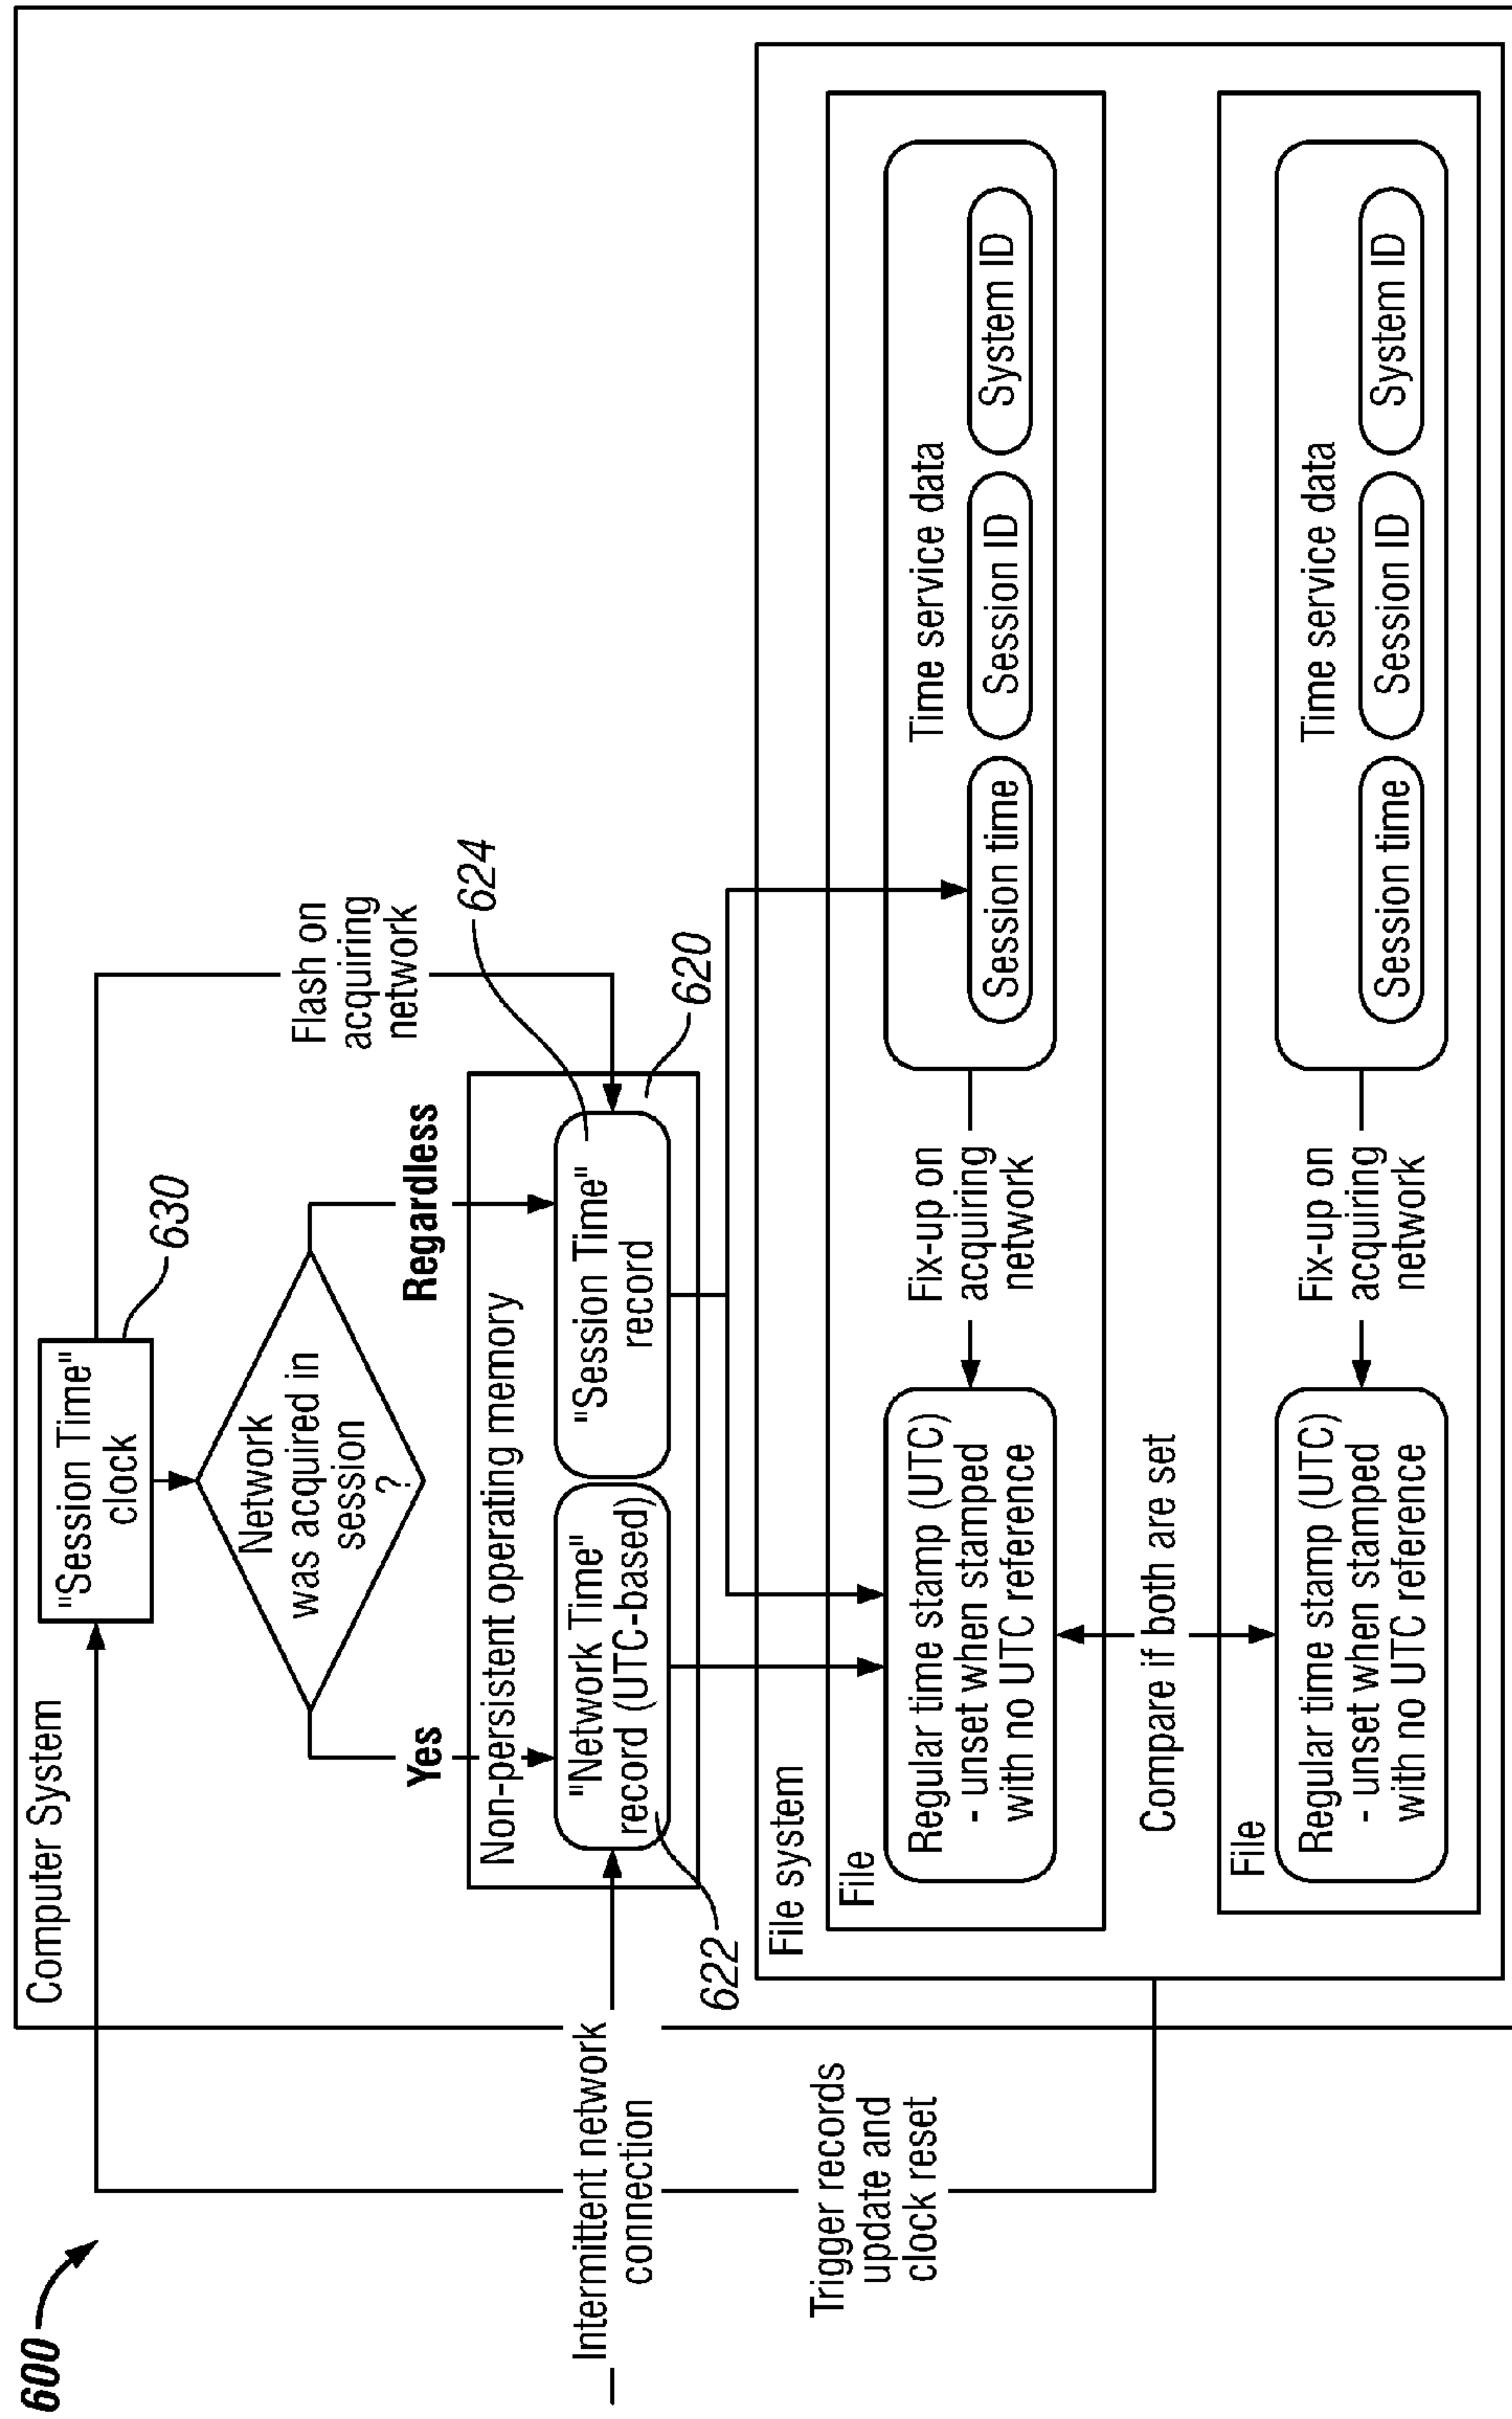 600
Computer System
"Session Time"
clock
630
Network
was acquired in
session
?
Flash on
acquiring
network
Yes
Regardless
624
Non-persistent operating memory
"Network Time"
record (UTC-based)
"Session Time"
record
620
622
Intermittent network
connection
Trigger records
update and
clock reset
File system
File
Regular time stamp (UTC)
- unset when stamped
with no UTC reference
Fix-up on
acquiring
network
Time service data
Session time
Session ID
System ID
Compare if both are set
File
Regular time stamp (UTC)
- unset when stamped
with no UTC reference
Fix-up on
acquiring
network
Time service data
Session time
Session ID
System ID